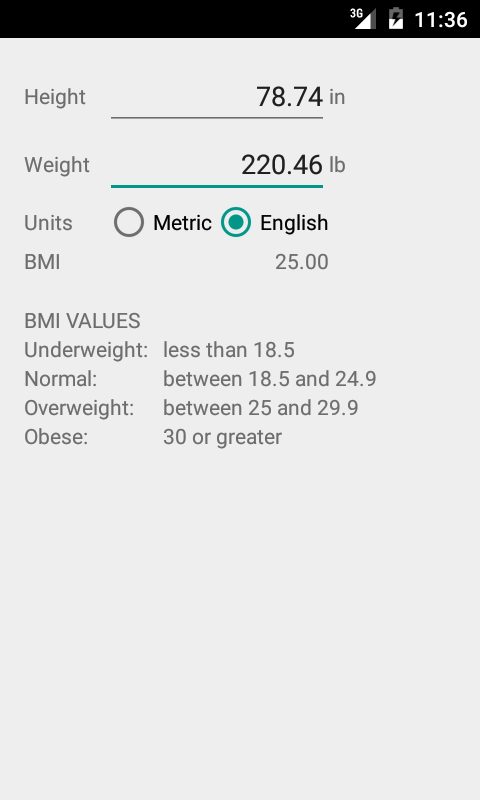 3G 11:36
Height 78.74 in
Weight 220.46 lb
Units Metric English
BMI 25.00
BMI VALUES
Underweight: less than 18.5
Normal: between 18.5 and 24.9
Overweight: between 25 and 29.9
Obese: 30 or greater